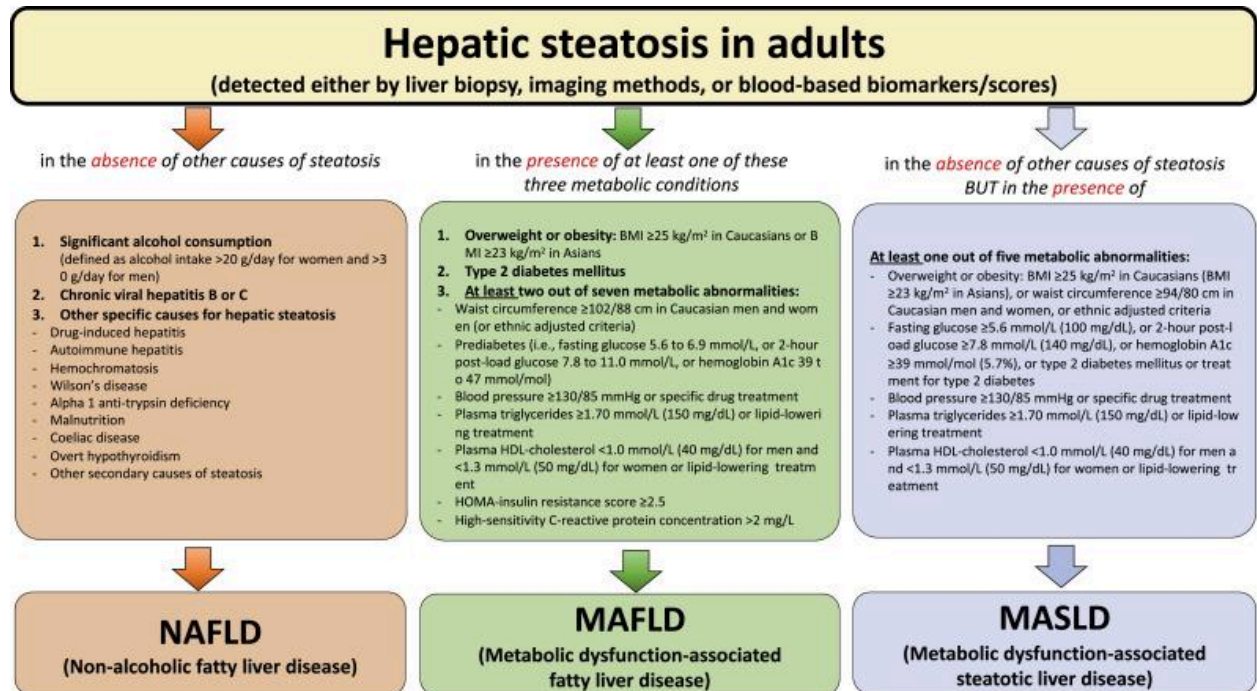 Hepatic steatosis in adults
(detected either by liver biopsy, imaging methods, or blood-based biomarkers/scores)
in the absence of other causes of steatosis
1. Significant alcohol consumption
(defined as alcohol intake >20 g/day for women and >3
0 g/day for men)
2. Chronic viral hepatitis B or C
3. Other specific causes for hepatic steatosis
- Drug-induced hepatitis
- Autoimmune hepatitis
- Hemochromatosis
- Wilson's disease
- Alpha 1 anti-trypsin deficiency
- Malnutrition
- Coeliac disease
- Overt hypothyroidism
- Other secondary causes of steatosis
NAFLD
(Non-alcoholic fatty liver disease)
in the presence of at least one of these
three metabolic conditions
1. Overweight or obesity: BMI ≥25 kg/m² in Caucasians or B
MI ≥23 kg/m² in Asians
2. Type 2 diabetes mellitus
3. At least two out of seven metabolic abnormalities:
- Waist circumference ≥102/88 cm in Caucasian men and wom
en (or ethnic adjusted criteria)
- Prediabetes (i.e., fasting glucose 5.6 to 6.9 mmol/L, or 2-hour
post-load glucose 7.8 to 11.0 mmol/L, or hemoglobin A1c 39 t
o 47 mmol/mol)
- Blood pressure ≥130/85 mmHg or specific drug treatment
- Plasma triglycerides ≥1.70 mmol/L (150 mg/dL) or lipid-loweri
ng treatment
- Plasma HDL-cholesterol <1.0 mmol/L (40 mg/dL) for men and
<1.3 mmol/L (50 mg/dL) for women or lipid-lowering treatm
ent
- HOMA-insulin resistance score ≥2.5
- High-sensitivity C-reactive protein concentration >2 mg/L
MAFLD
(Metabolic dysfunction-associated
fatty liver disease)
in the absence of other causes of steatosis
BUT in the presence of
At least one out of five metabolic abnormalities:
- Overweight or obesity: BMI ≥25 kg/m² in Caucasians (BMI
≥23 kg/m² in Asians), or waist circumference ≥94/80 cm in
Caucasian men and women, or ethnic adjusted criteria
- Fasting glucose ≥5.6 mmol/L (100 mg/dL), or 2-hour post-l
oad glucose ≥7.8 mmol/L (140 mg/dL), or hemoglobin A1c
≥39 mmol/mol (5.7%), or type 2 diabetes mellitus or treat
ment for type 2 diabetes
- Blood pressure ≥130/85 mmHg or specific drug treatment
- Plasma triglycerides ≥1.70 mmol/L (150 mg/dL) or lipid-low
ering treatment
- Plasma HDL-cholesterol <1.0 mmol/L (40 mg/dL) for men a
nd <1.3 mmol/L (50 mg/dL) for women or lipid-lowering tr
eatment
MASLD
(Metabolic dysfunction-associated
steatotic liver disease)